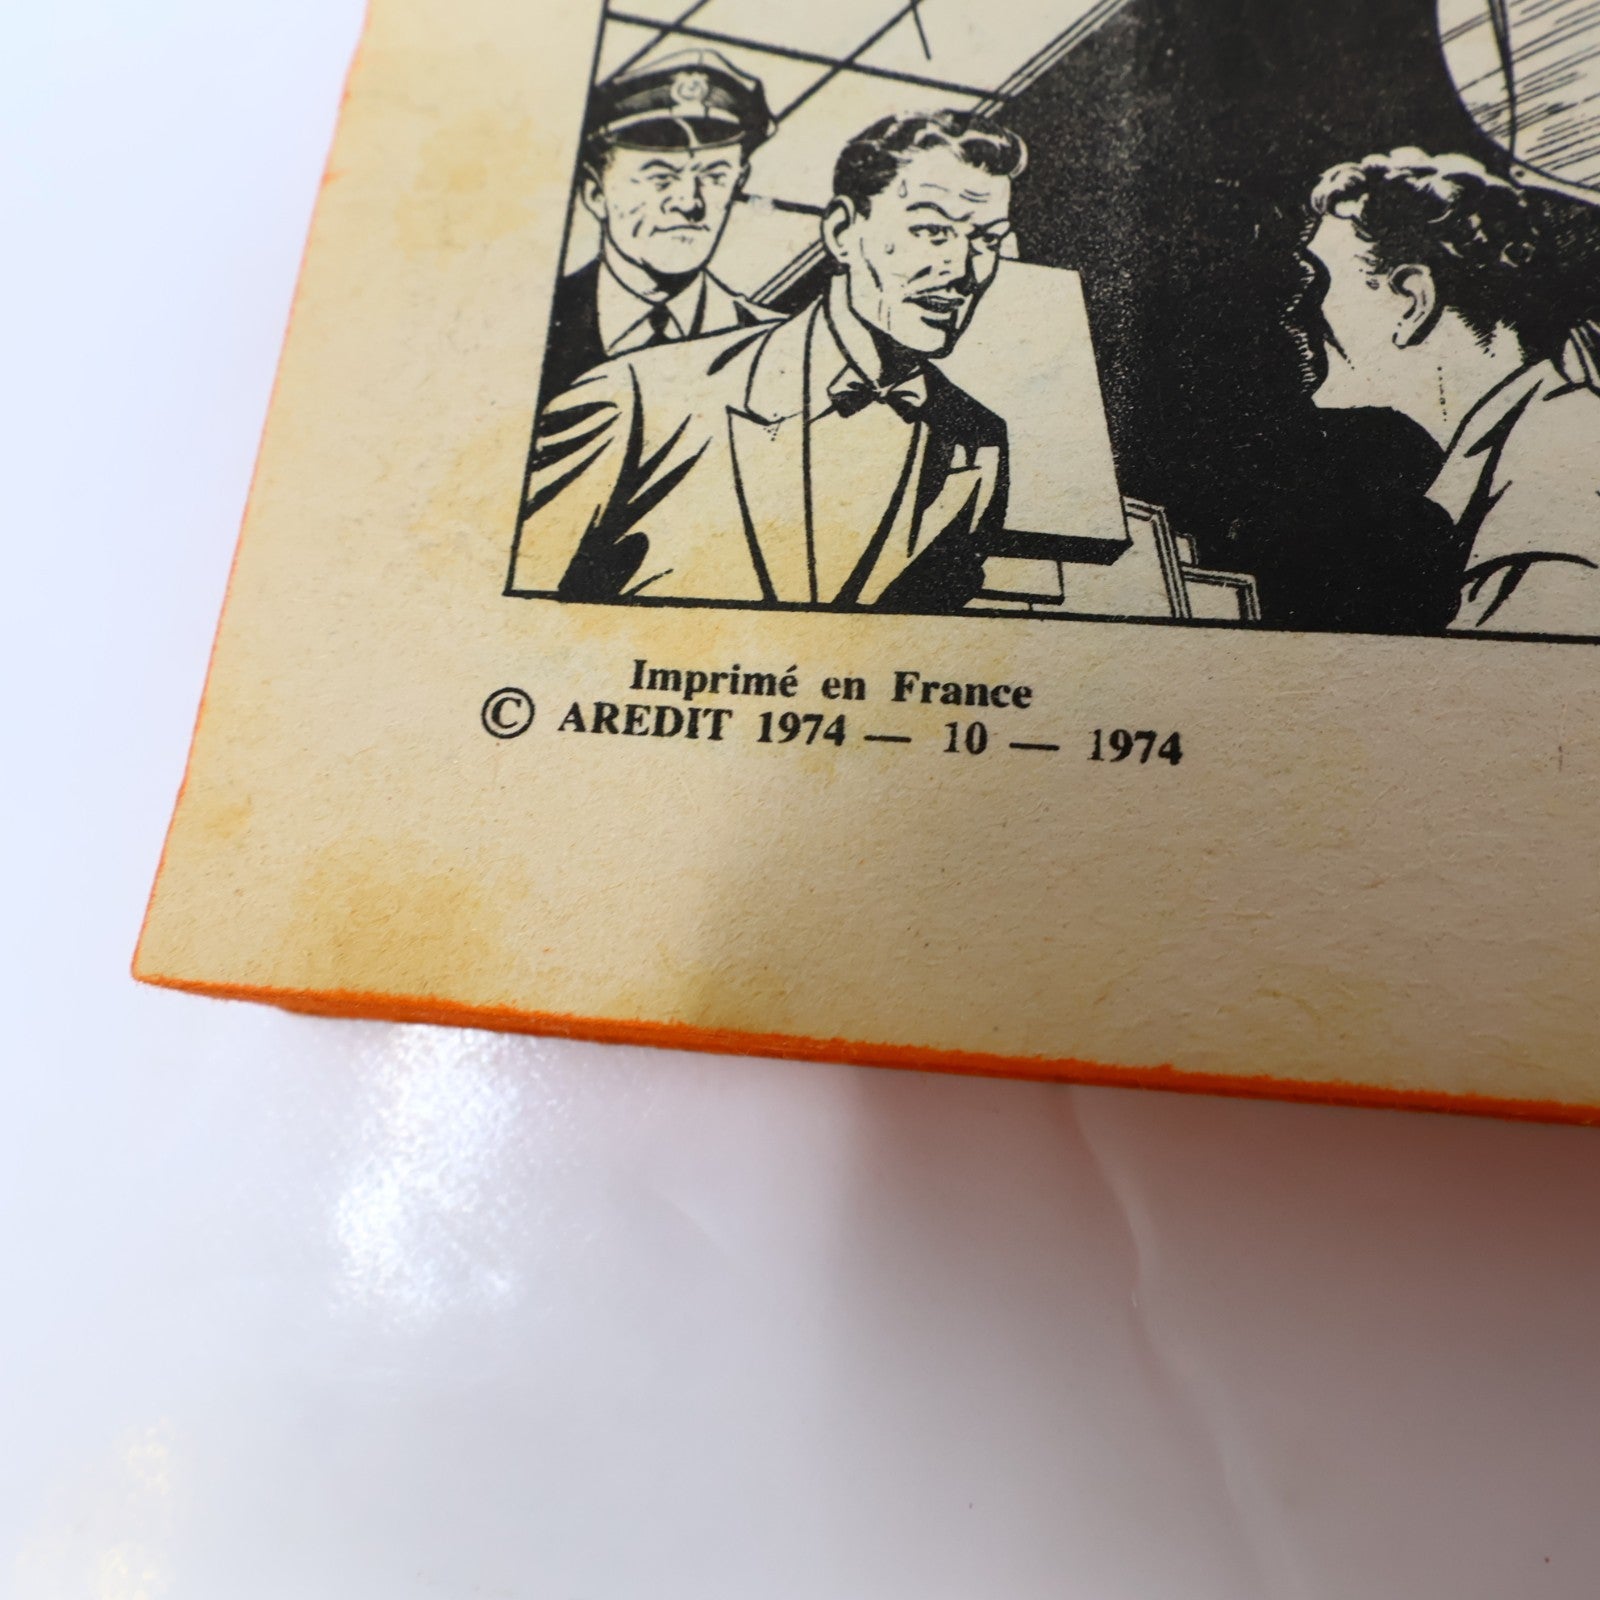 Imprimé en France
© AREDIT 1974 — 10 — 1974